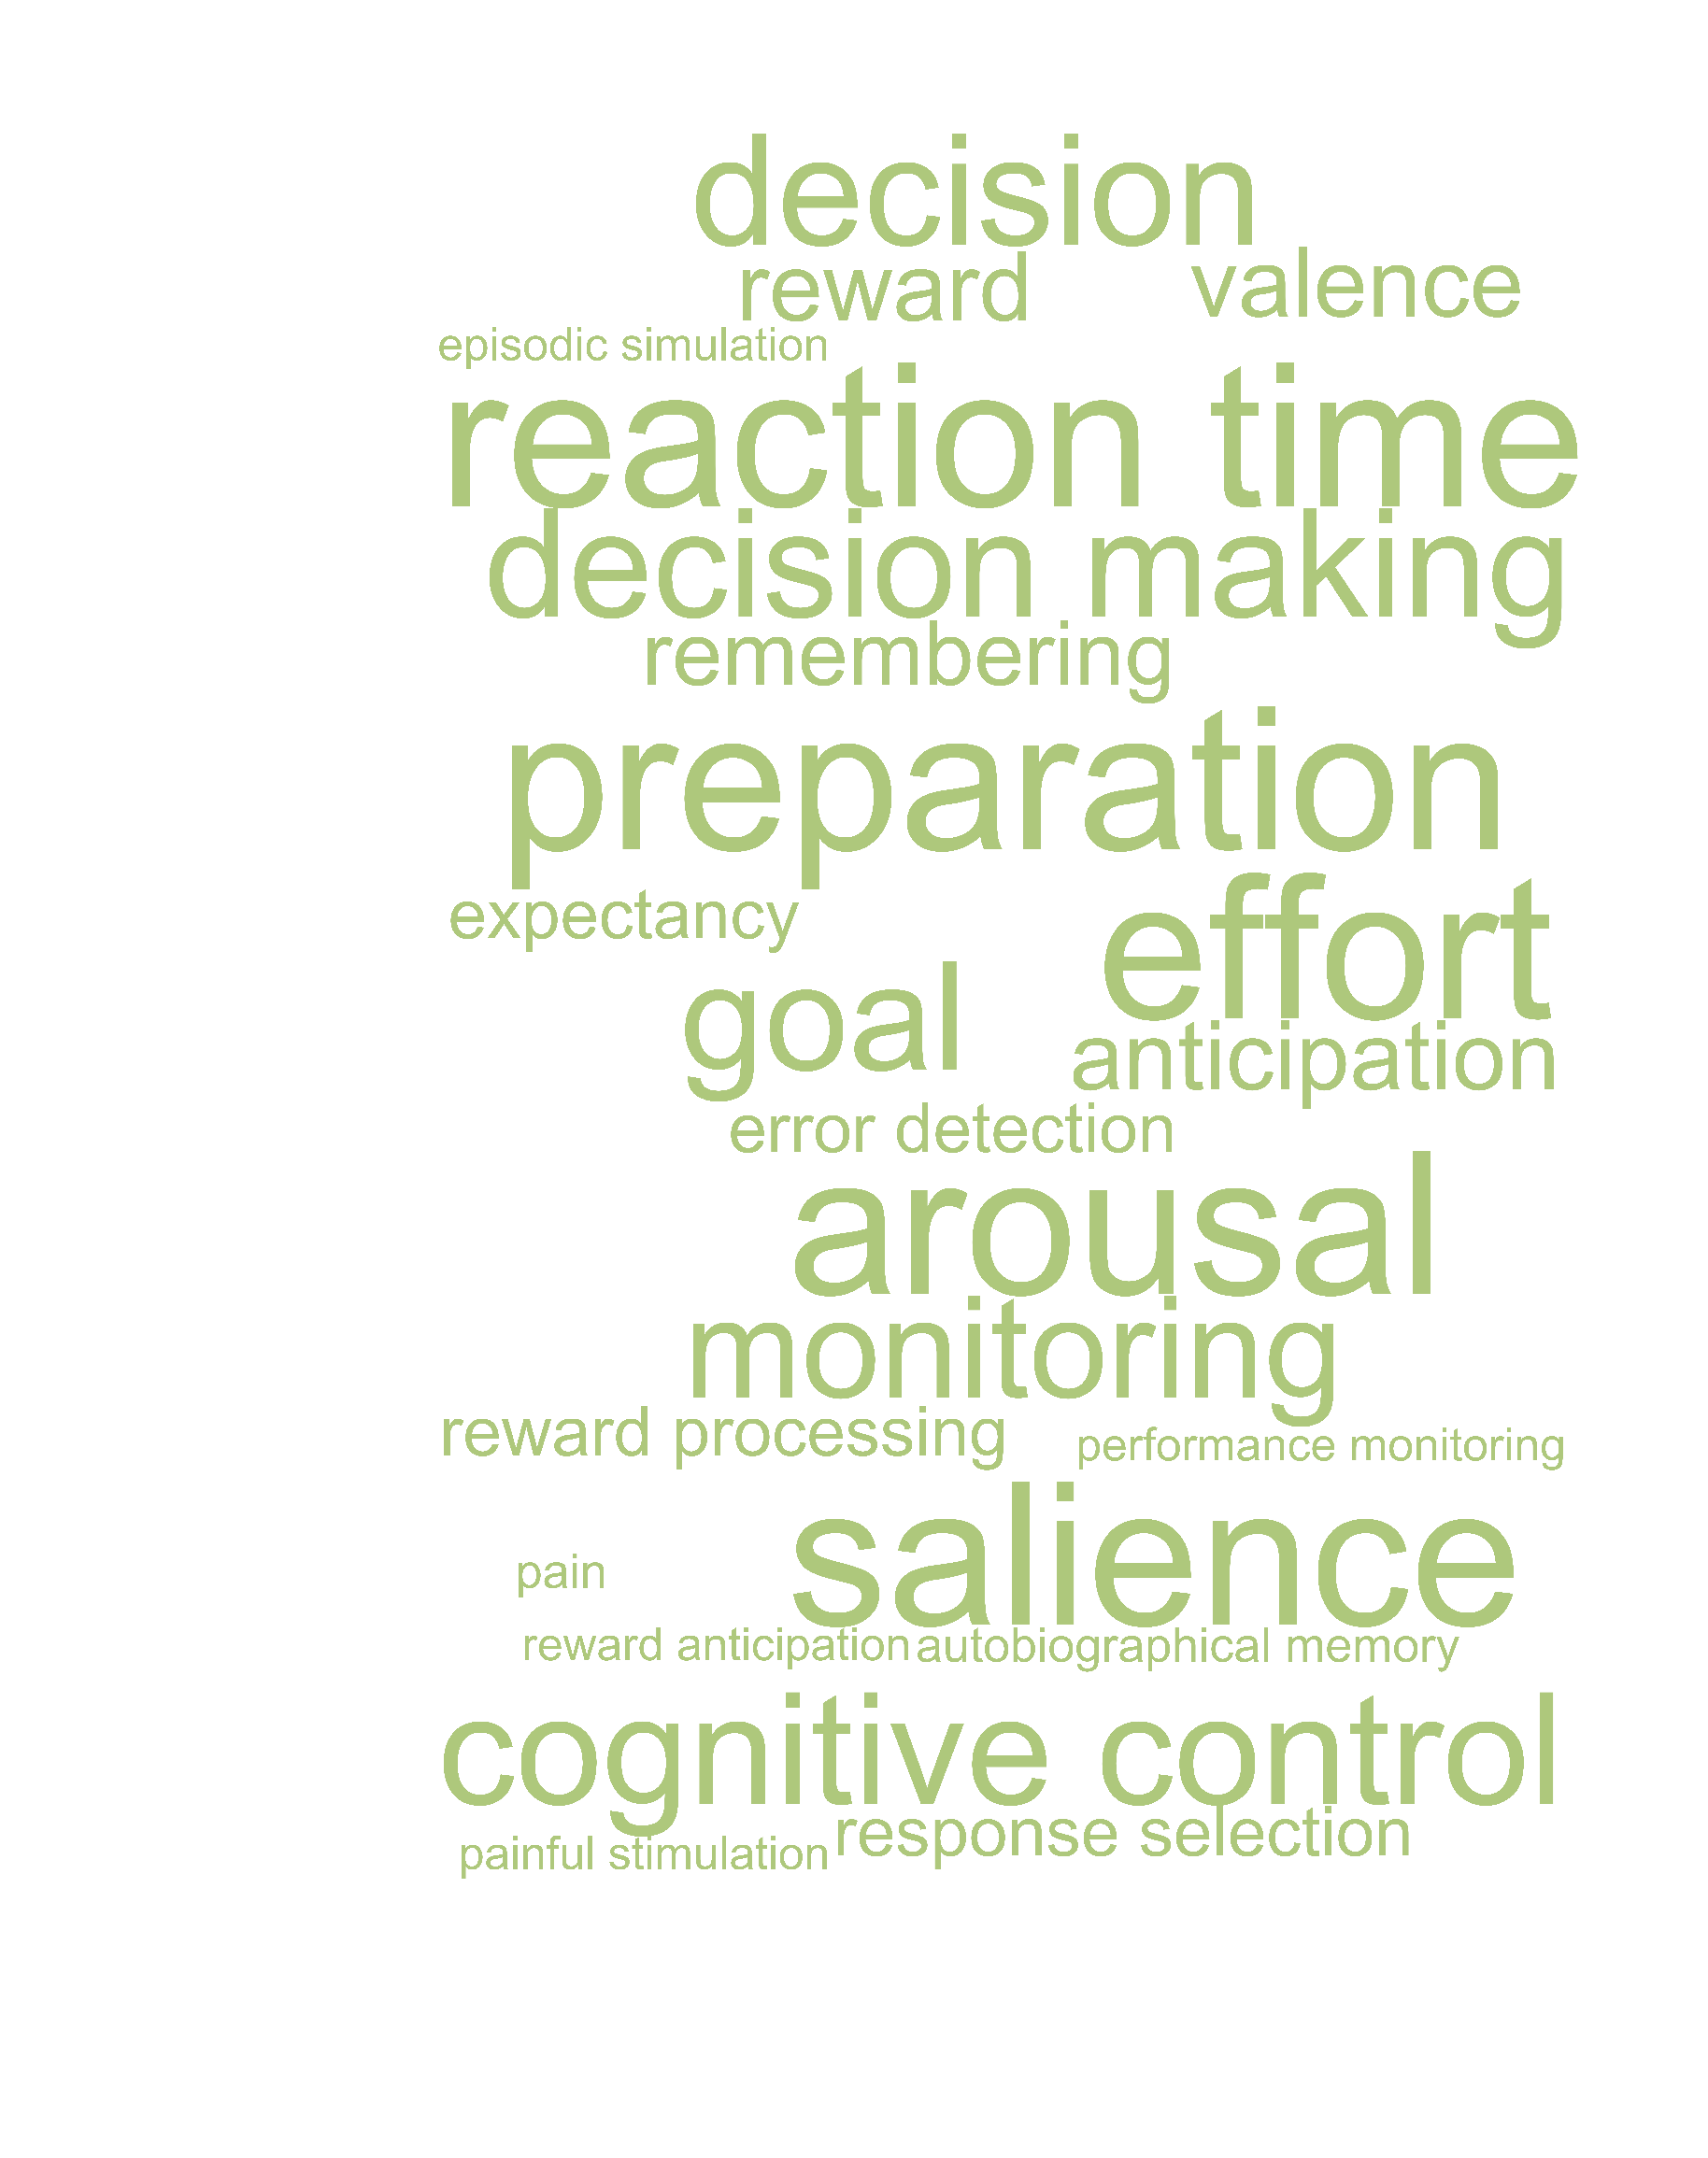 decision
reward valence
episodic simulation
reaction time
decision making
remembering
preparation
expectancy effort
goal anticipation
error detection
arousal
monitoring
reward processing performance monitoring
salience
pain
reward anticipation autobiographical memory
cognitive control
painful stimulation response selection